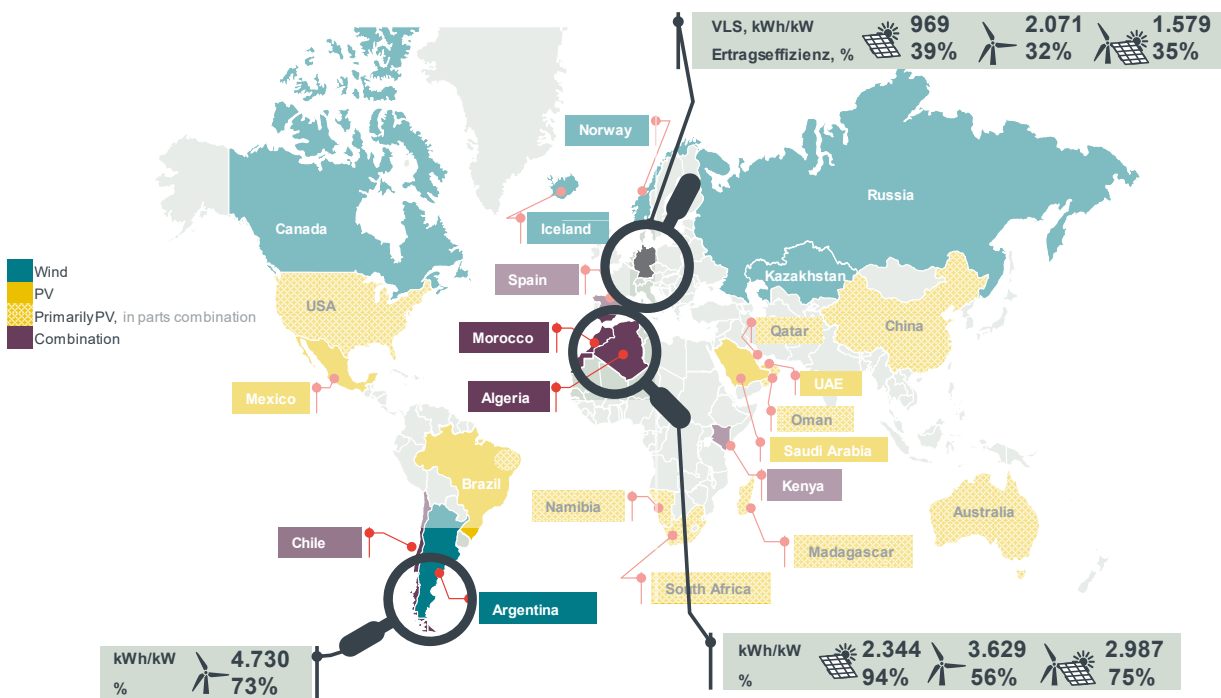 VLS, kWh/kW 969 2.071 1.579
Ertragseffizienz, % 39% 32% 35%
Norway
Russia
Canada
Iceland
Kazakhstan
Spain
Wind
PV
PrimarilyPV, in parts combination
Combination
USA
China
Qatar
Morocco
UAE
Algeria
Mexico
Oman
Saudi Arabia
Brazil
Kenya
Namibia
Australia
Chile
Madagascar
South Africa
Argentina
kWh/kW 4.730
% 73%
kWh/kW 2.344 3.629 2.987
% 94% 56% 75%